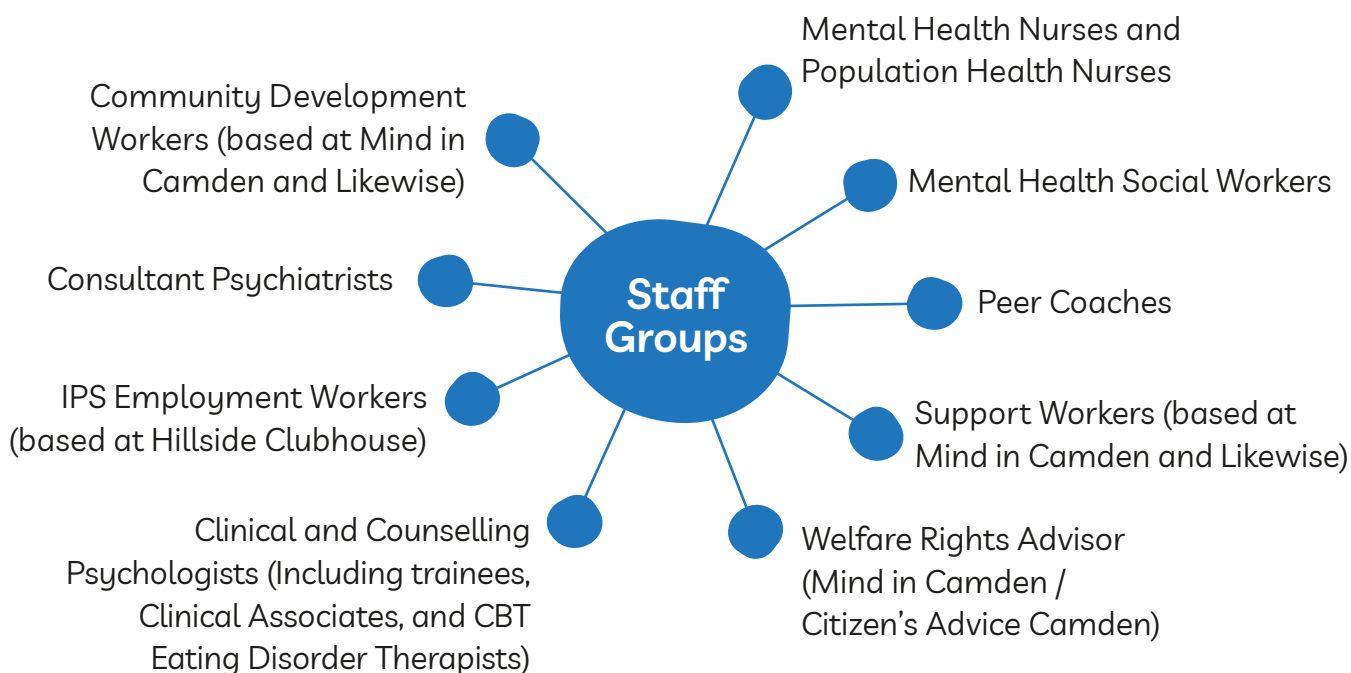 Staff
Groups
Mental Health Nurses and
Population Health Nurses
Mental Health Social Workers
Peer Coaches
Support Workers (based at
Mind in Camden and Likewise)
Welfare Rights Advisor
(Mind in Camden /
Citizen’s Advice Camden)
Clinical and Counselling
Psychologists (Including trainees,
Clinical Associates, and CBT
Eating Disorder Therapists)
IPS Employment Workers
(based at Hillside Clubhouse)
Consultant Psychiatrists
Community Development
Workers (based at Mind in
Camden and Likewise)